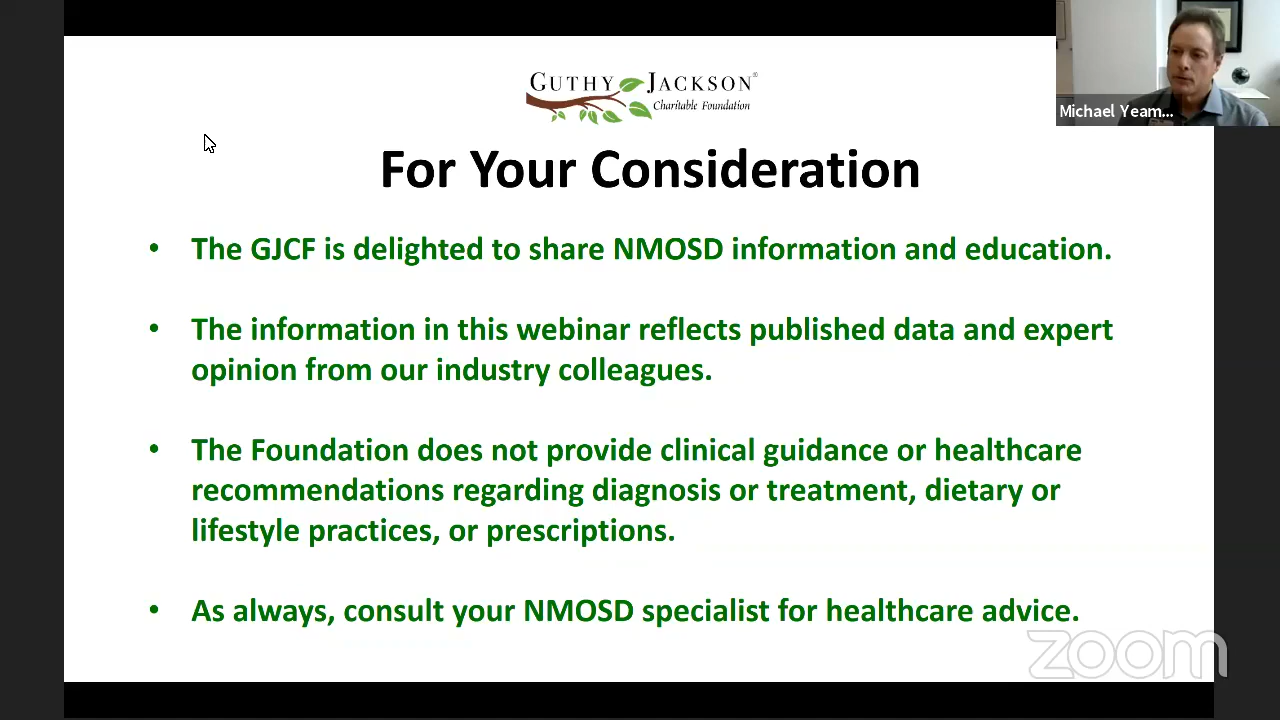 GUTHY JACKSON®
Charitable Foundation
Michael Yeam...
For Your Consideration
• The GJCF is delighted to share NMOSD information and education.
• The information in this webinar reflects published data and expert
opinion from our industry colleagues.
• The Foundation does not provide clinical guidance or healthcare
recommendations regarding diagnosis or treatment, dietary or
lifestyle practices, or prescriptions.
• As always, consult your NMOSD specialist for healthcare advice.
zoom